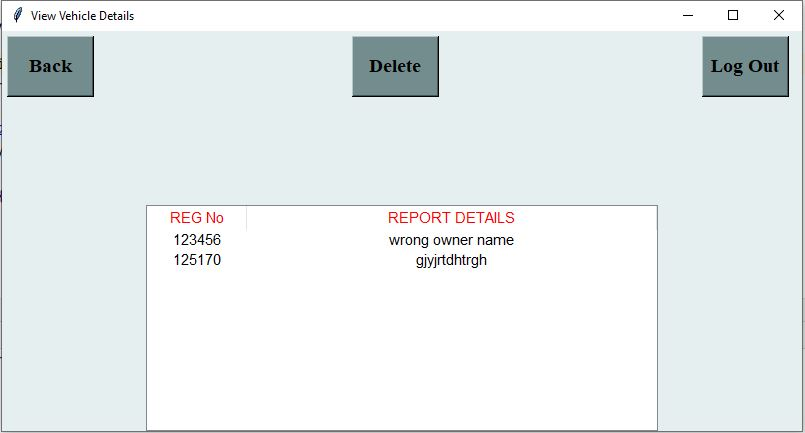 View Vehicle Details
Back Delete Log Out
REG No REPORT DETAILS
123456 wrong owner name
125170 gjyjrtdhtrgh